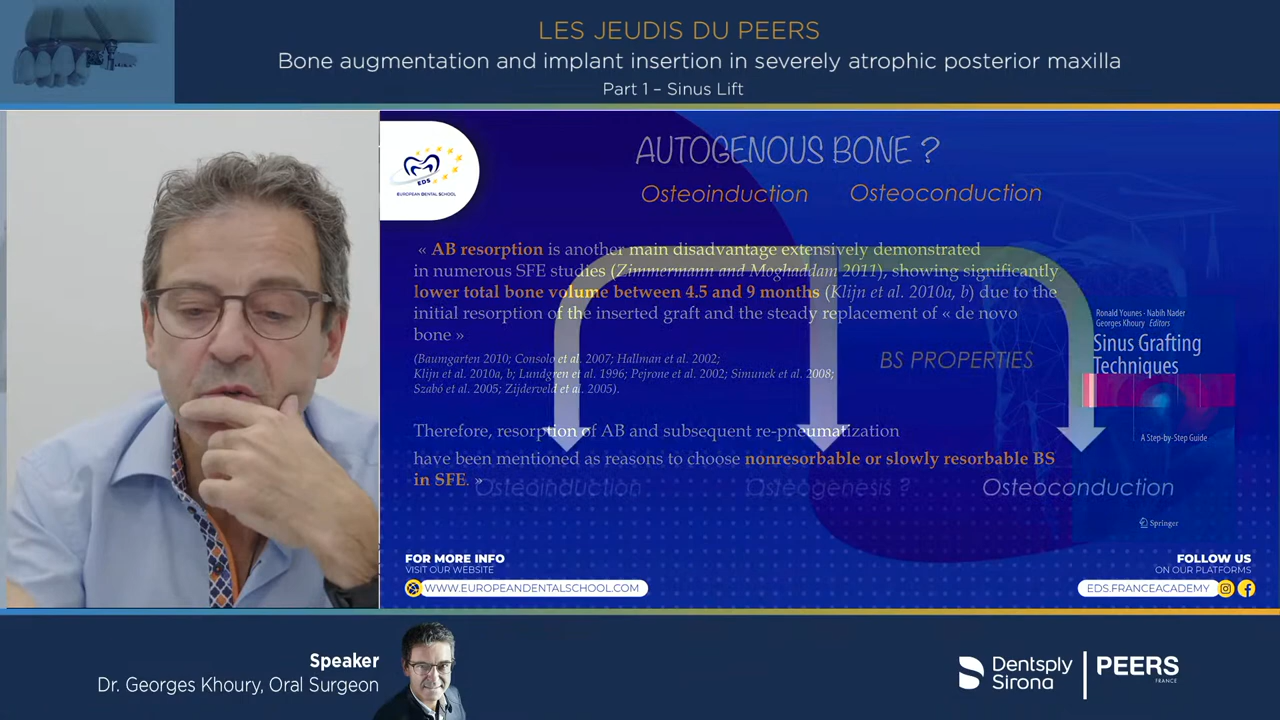 LES JEUDIS DU PEERS
Bone augmentation and implant insertion in severely atrophic posterior maxilla
Part 1 – Sinus Lift
EDS
EUROPEAN DENTAL SCHOOL
AUTOGENOUS BONE ?
Osteoinduction Osteoconduction
« AB resorption is another main disadvantage extensively demonstrated
in numerous SFE studies (Zimmermann and Moghaddam 2011), showing significantly
lower total bone volume between 4.5 and 9 months (Klijn et al. 2010a, b) due to the
initial resorption of the inserted graft and the steady replacement of « de novo
bone »
(Baumgarten 2010; Consolo et al. 2007; Hallman et al. 2002;
Klijn et al. 2010a, b; Lundgren et al. 1996; Pejrone et al. 2002; Simunek et al. 2008;
Szabó et al. 2005; Zijderveld et al. 2005).
BS PROPERTIES
Therefore, resorption of AB and subsequent re-pneumatization
have been mentioned as reasons to choose nonresorbable or slowly resorbable BS
in SFE. »
Osteoinduction Osteogenesis ? Osteoconduction
Ronald Younes · Nabih Nader
Georges Khoury Editors
Sinus Grafting
Techniques
A Step-by-Step Guide
Springer
FOR MORE INFO
VISIT OUR WEBSITE
WWW.EUROPEANDENTALSCHOOL.COM
FOLLOW US
ON OUR PLATFORMS
EDS.FRANCEACADEMY
Speaker
Dr. Georges Khoury, Oral Surgeon
Dentsply
Sirona
PEERS
FRANCE